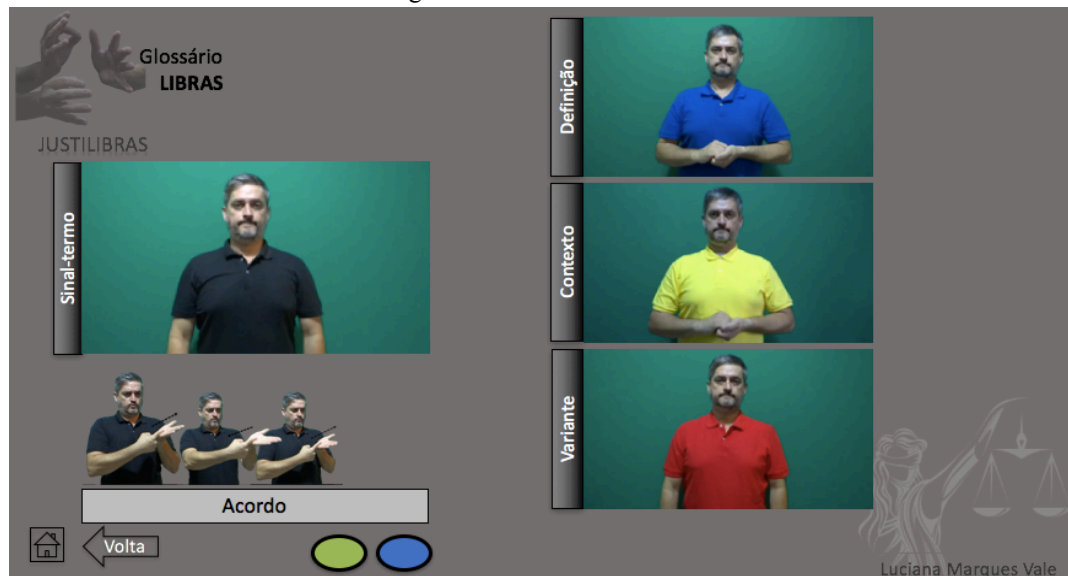 Glossário
LIBRAS
JUSTILIBRAS
Sinal-termo
Acordo
Volta
Definição
Contexto
Variante
Luciana Marques Vale